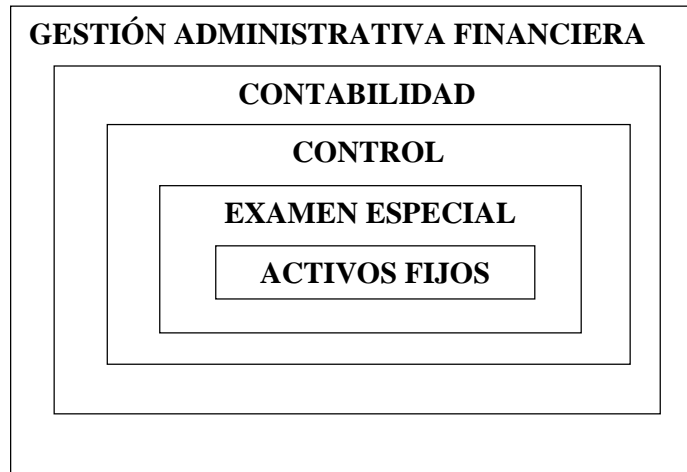 GESTIÓN ADMINISTRATIVA FINANCIERA
CONTABILIDAD
CONTROL
EXAMEN ESPECIAL
ACTIVOS FIJOS